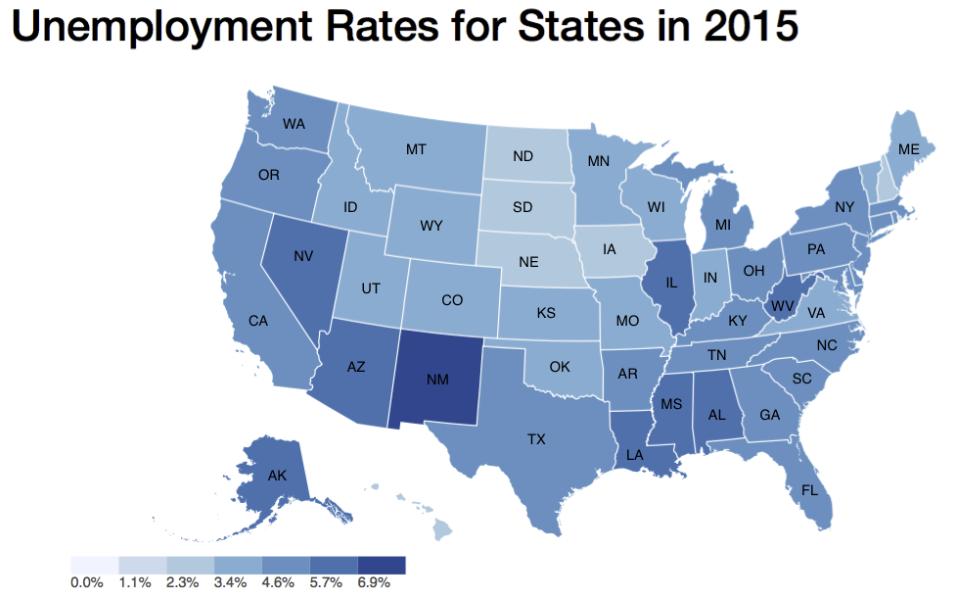 Unemployment Rates for States in 2015
WA
MT
ND
MN
ME
OR
ID
SD
WI
MI
NY
WY
NV
NE
IA
PA
UT
CO
IL
IN
OH
WV
CA
KS
MO
KY
VA
AZ
NM
OK
AR
TN
NC
SC
MS
AL
GA
TX
LA
AK
FL
0.0% 1.1% 2.3% 3.4% 4.6% 5.7% 6.9%